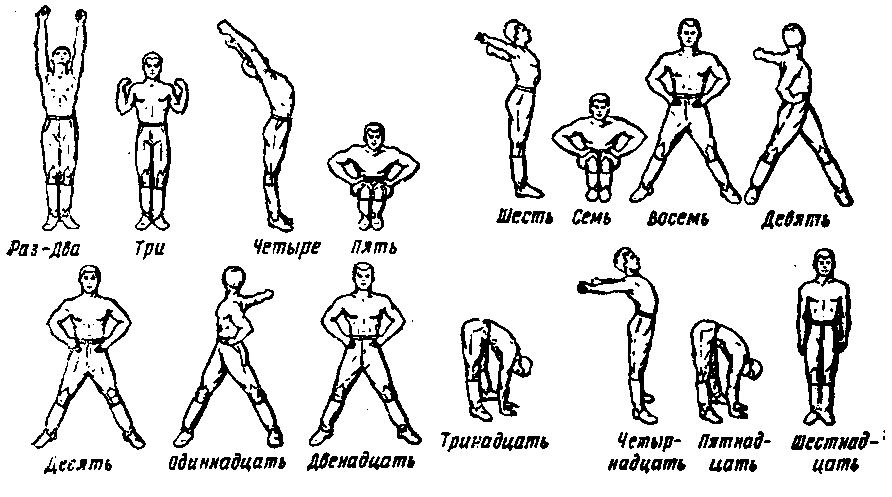 Раз-Два
Три
Четыре
Пять
Шесть
Семь
Восемь
Девять
Десять
Одиннадцать
Двенадцать
Тринадцать
Четыр-
надцать
Пятнад-
цать
Шестнад-
цать